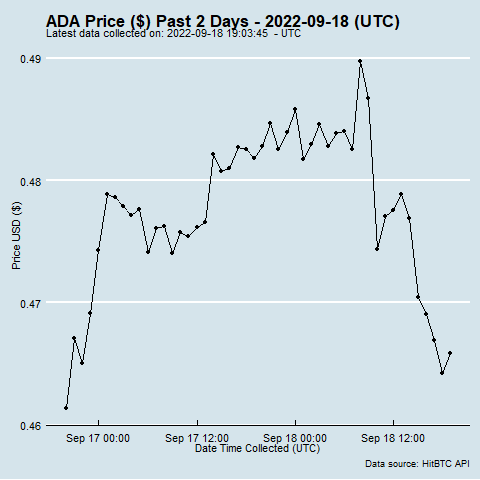 ADA Price ($) Past 2 Days - 2022-09-18 (UTC)
Latest data collected on: 2022-09-18 19:03:45 - UTC
0.49
0.48
0.47
0.46
Price USD ($)
Sep 17 00:00 Sep 17 12:00 Sep 18 00:00 Sep 18 12:00
Date Time Collected (UTC)
Data source: HitBTC API